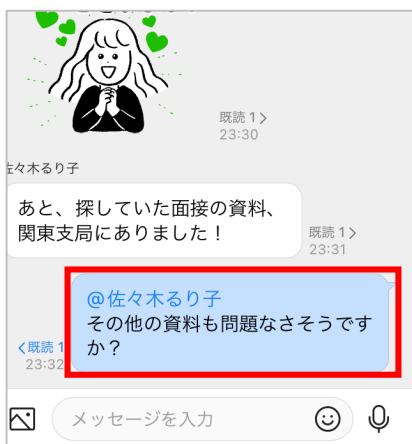 既読 1 >
23:30
佐々木るり子
あと、探していた面接の資料、
関東支局にありました！
既読 1 >
23:31
@佐々木るり子
その他の資料も問題なさそうです
か？
< 既読 1
23:32
メッセージを入力